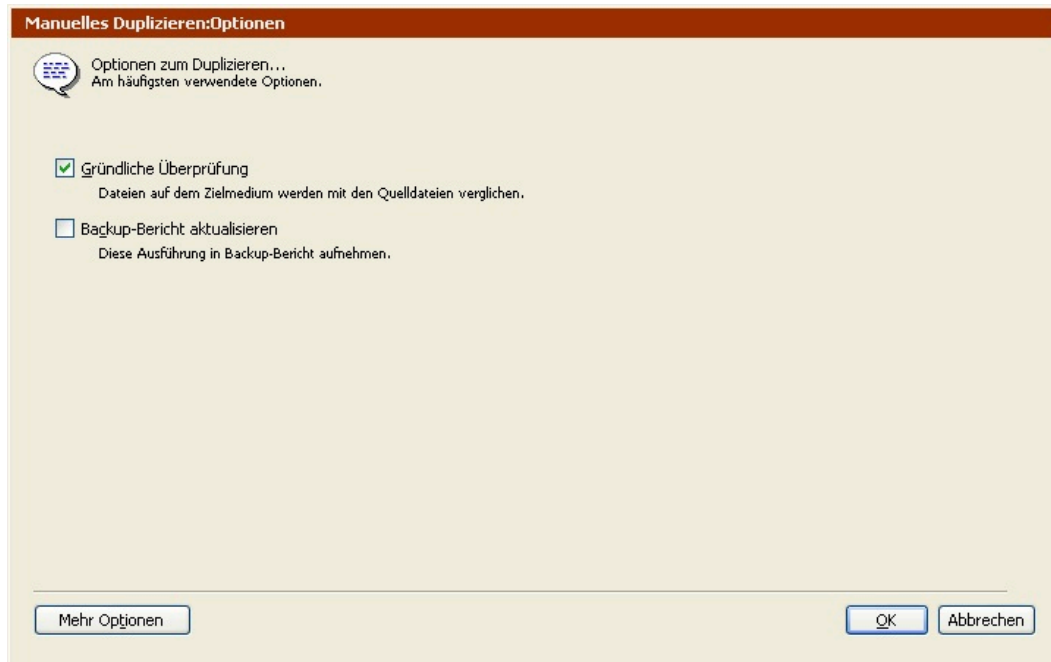 Manuelles Duplizieren:Optionen
Optionen zum Duplizieren...
Am häufigsten verwendete Optionen.
Gründliche Überprüfung
Dateien auf dem Zielmedium werden mit den Quelldateien verglichen.
Backup-Bericht aktualisieren
Diese Ausführung in Backup-Bericht aufnehmen.
Mehr Optionen
OK
Abbrechen